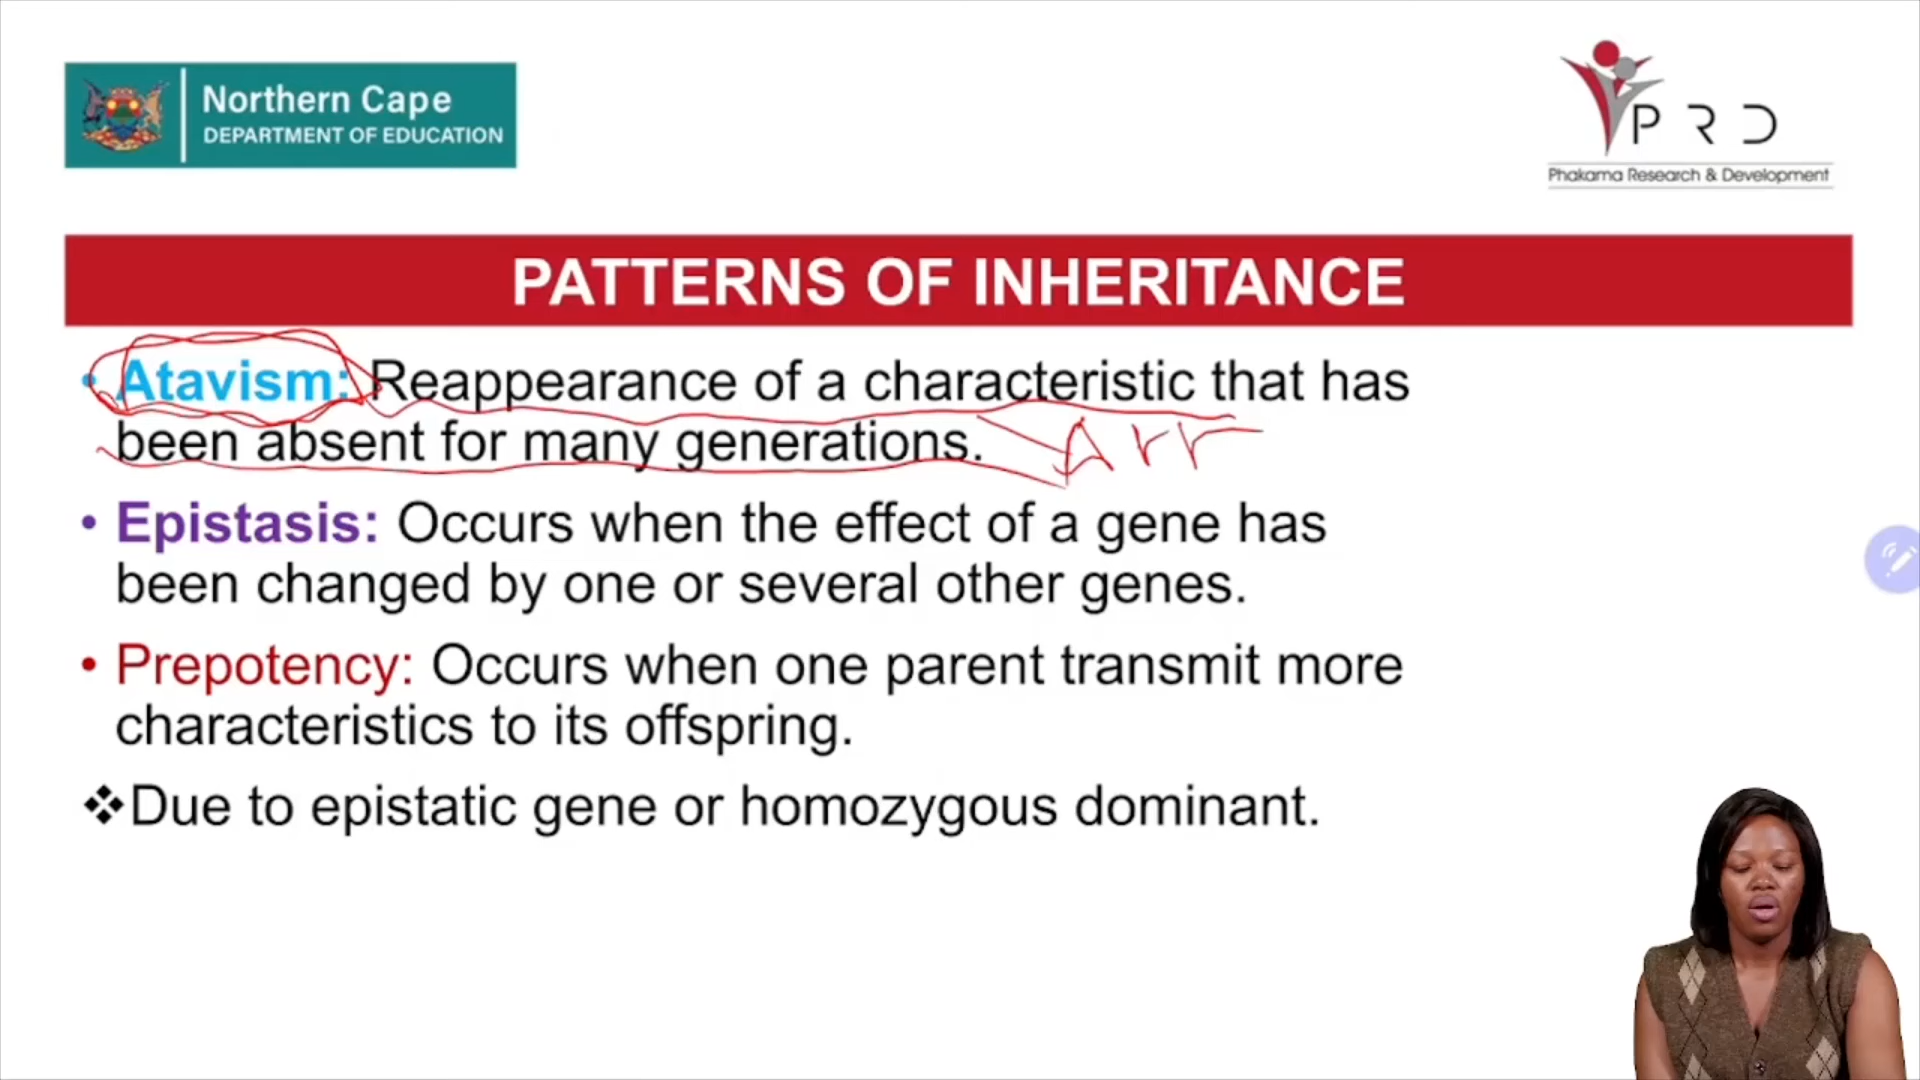 Northern Cape
DEPARTMENT OF EDUCATION
PRD
Phakama Research & Development
PATTERNS OF INHERITANCE
• Atavism: Reappearance of a characteristic that has
been absent for many generations.
Arr
• Epistasis: Occurs when the effect of a gene has
been changed by one or several other genes.
• Prepotency: Occurs when one parent transmit more
characteristics to its offspring.
❖Due to epistatic gene or homozygous dominant.